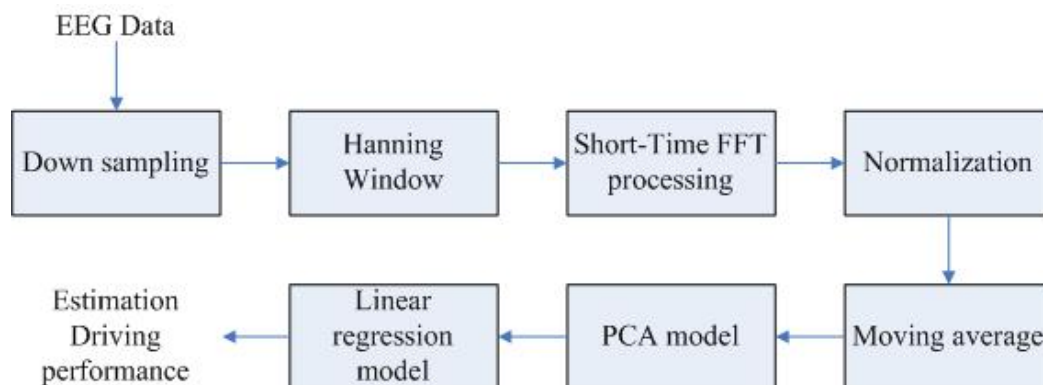 EEG Data
Down sampling
Hanning
Window
Short-Time FFT
processing
Normalization
Estimation
Driving
performance
Linear
regression
model
PCA model
Moving average